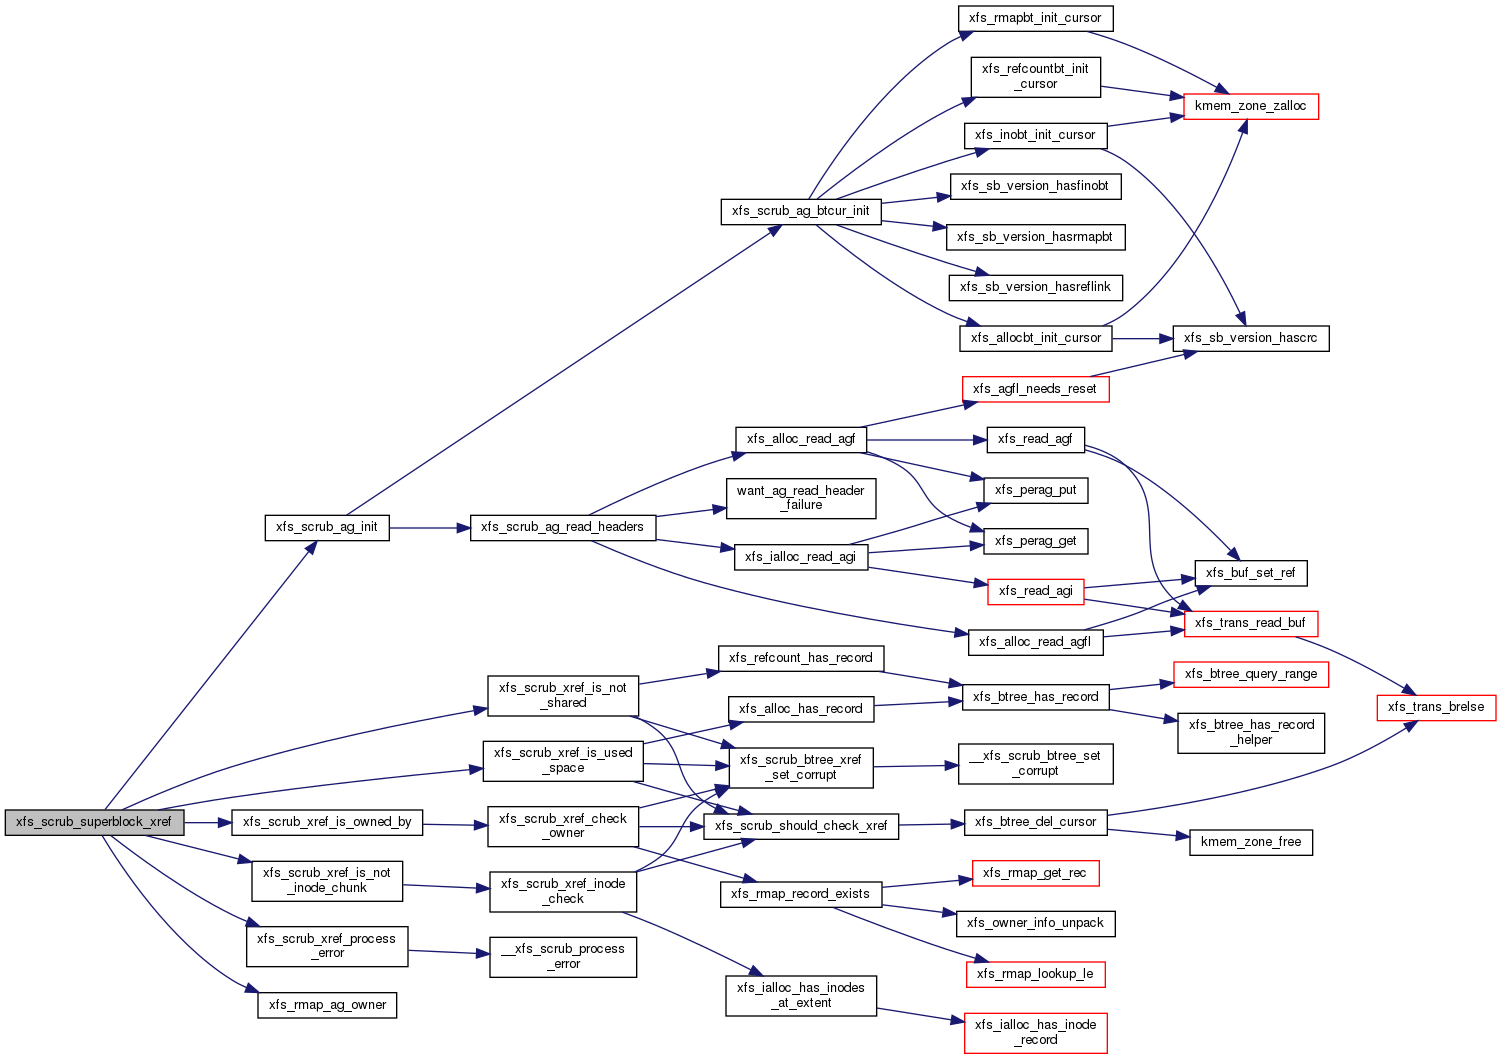 xfs_rmapbt_init_cursor
xfs_refcountbt_init
_cursor
kmem_zone_zalloc
xfs_inobt_init_cursor
xfs_sb_version_hasfinobt
xfs_scrub_ag_btcur_init
xfs_sb_version_hasrmapbt
xfs_sb_version_hasreflink
xfs_allocbt_init_cursor
xfs_sb_version_hascrc
xfs_agfl_needs_reset
xfs_alloc_read_agf
xfs_read_agf
want_ag_read_header
_failure
xfs_perag_put
xfs_scrub_ag_init
xfs_scrub_ag_read_headers
xfs_ialloc_read_agi
xfs_perag_get
xfs_buf_set_ref
xfs_read_agi
xfs_trans_read_buf
xfs_alloc_read_agfl
xfs_refcount_has_record
xfs_btree_query_range
xfs_scrub_xref_is_not
_shared
xfs_btree_has_record
xfs_alloc_has_record
xfs_trans_brelse
xfs_btree_has_record
_helper
xfs_scrub_xref_is_used
_space
xfs_scrub_btree_xref
_set_corrupt
__xfs_scrub_btree_set
_corrupt
xfs_scrub_superblock_xref
xfs_scrub_xref_is_owned_by
xfs_scrub_xref_check
_owner
xfs_scrub_should_check_xref
xfs_btree_del_cursor
kmem_zone_free
xfs_scrub_xref_is_not
_inode_chunk
xfs_scrub_xref_inode
_check
xfs_rmap_record_exists
xfs_rmap_get_rec
xfs_owner_info_unpack
xfs_scrub_xref_process
_error
__xfs_scrub_process
_error
xfs_rmap_lookup_le
xfs_rmap_ag_owner
xfs_ialloc_has_inodes
_at_extent
xfs_ialloc_has_inode
_record